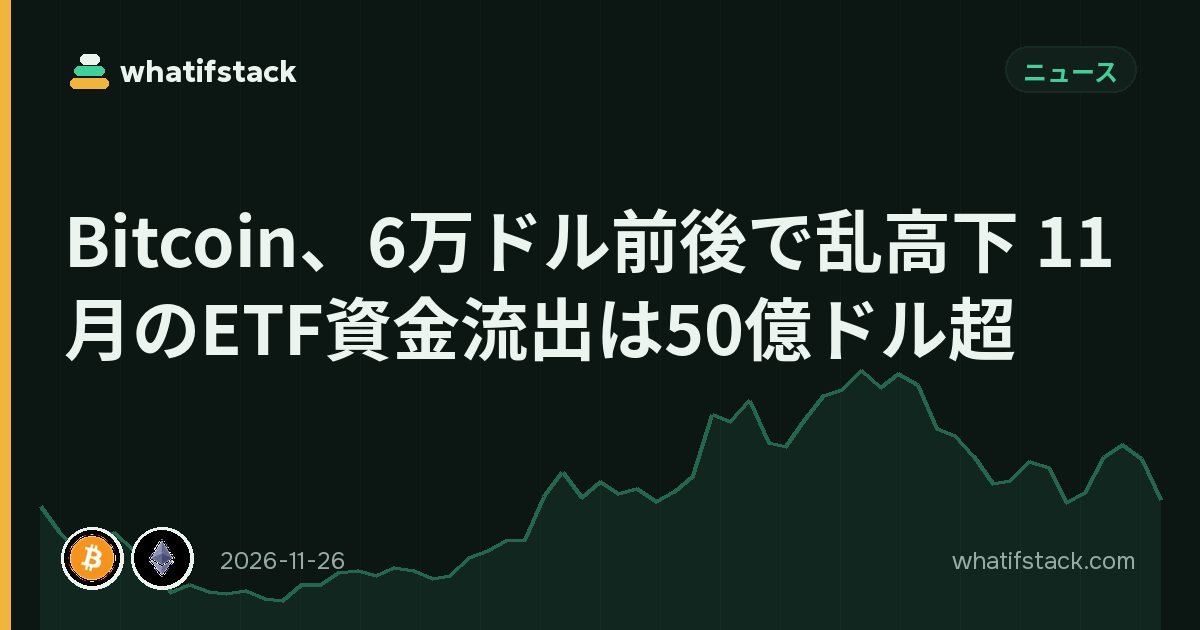 whatifstack
ニュース
Bitcoin、6万ドル前後で乱高下 11
月のETF資金流出は50億ドル超
2026-11-26
whatifstack.com